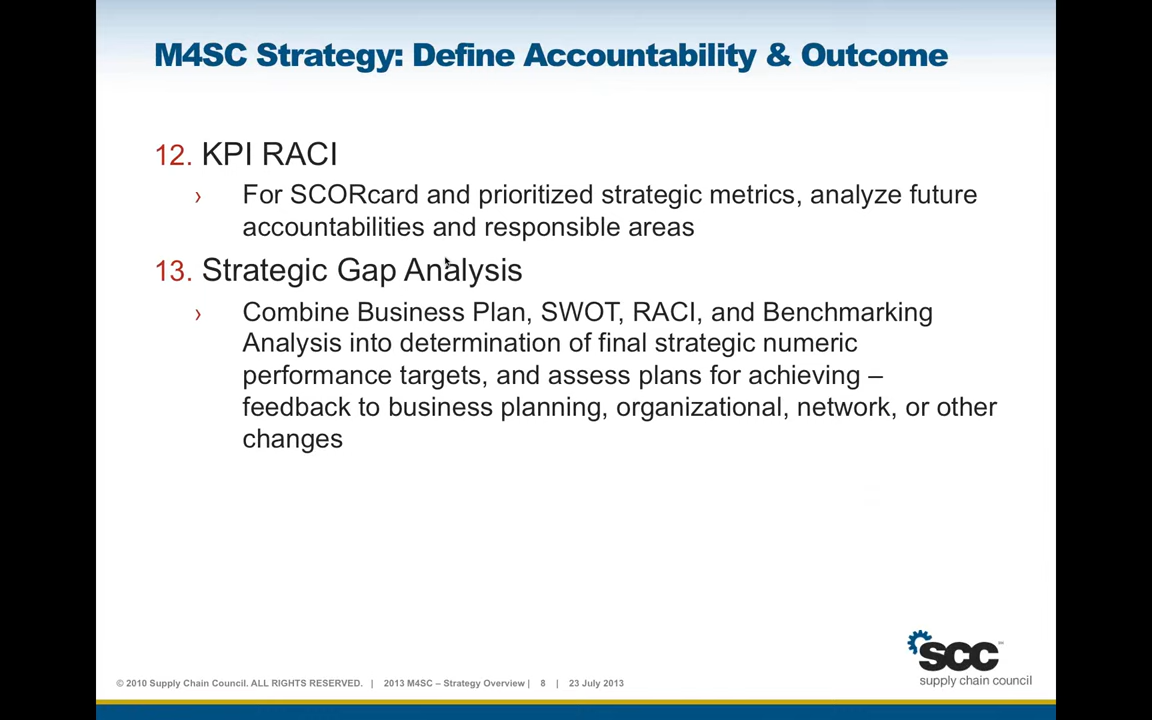 M4SC Strategy: Define Accountability & Outcome
12. KPI RACI
› For SCORcard and prioritized strategic metrics, analyze future
accountabilities and responsible areas
13. Strategic Gap Analysis
› Combine Business Plan, SWOT, RACI, and Benchmarking
Analysis into determination of final strategic numeric
performance targets, and assess plans for achieving –
feedback to business planning, organizational, network, or other
changes
scc
supply chain council
© 2010 Supply Chain Council. ALL RIGHTS RESERVED. | 2013 M4SC – Strategy Overview | 8 | 23 July 2013